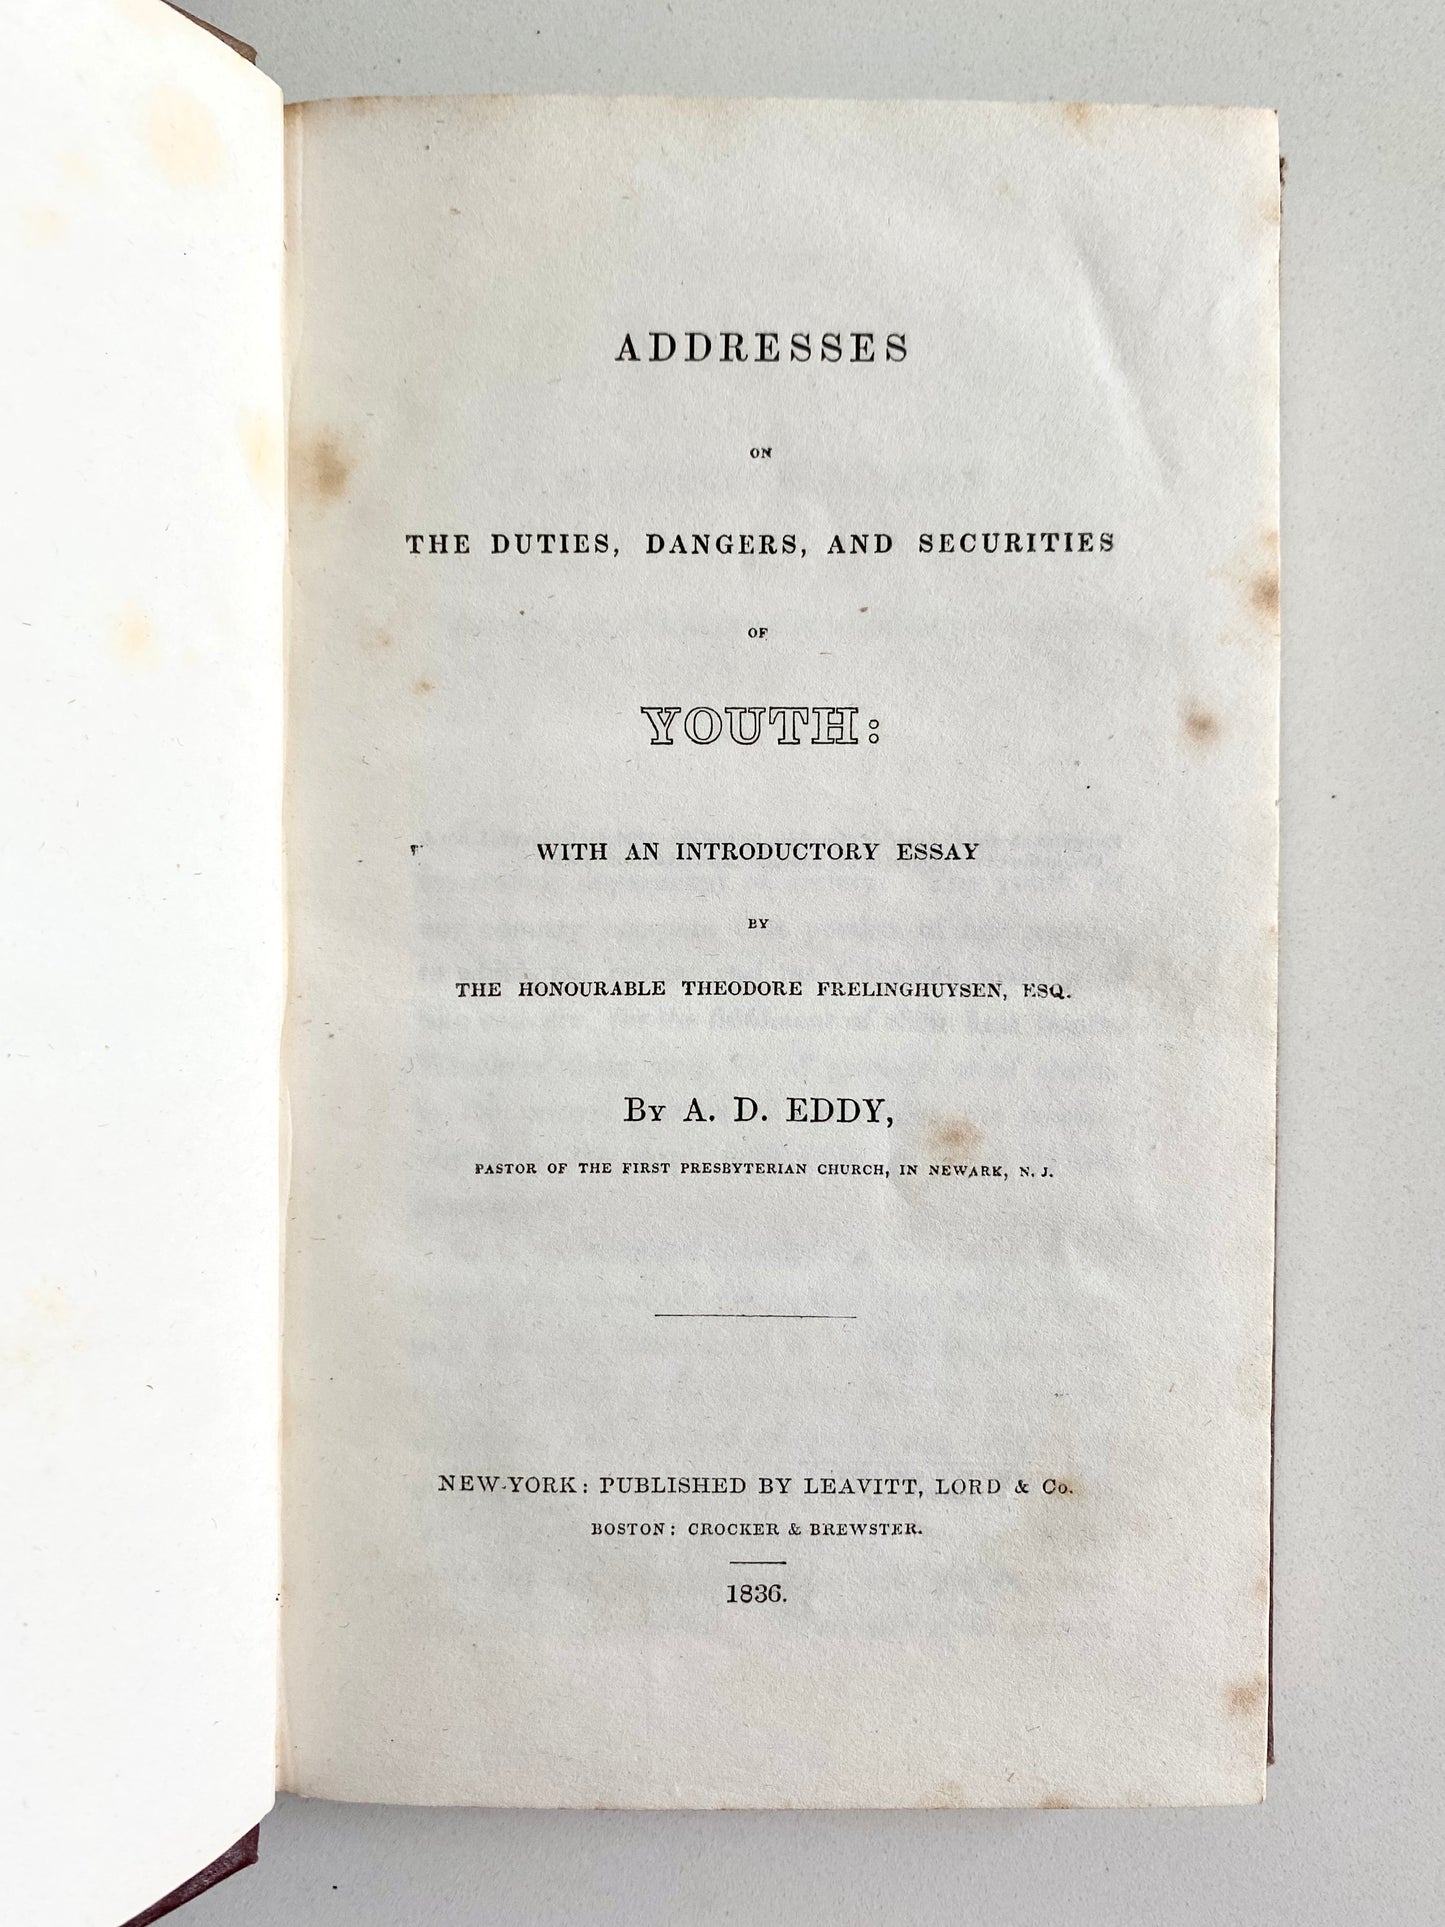 ADDRESSES
ON
THE DUTIES, DANGERS, AND SECURITIES
OF
YOUTH:
WITH AN INTRODUCTORY ESSAY
BY
THE HONOURABLE THEODORE FRELINGHUYSEN, ESQ.
By A. D. EDDY,
PASTOR OF THE FIRST PRESBYTERIAN CHURCH, IN NEWARK, N. J.
NEW-YORK: PUBLISHED BY LEAVITT, LORD & Co.
BOSTON: CROCKER & BREWSTER.
1836.